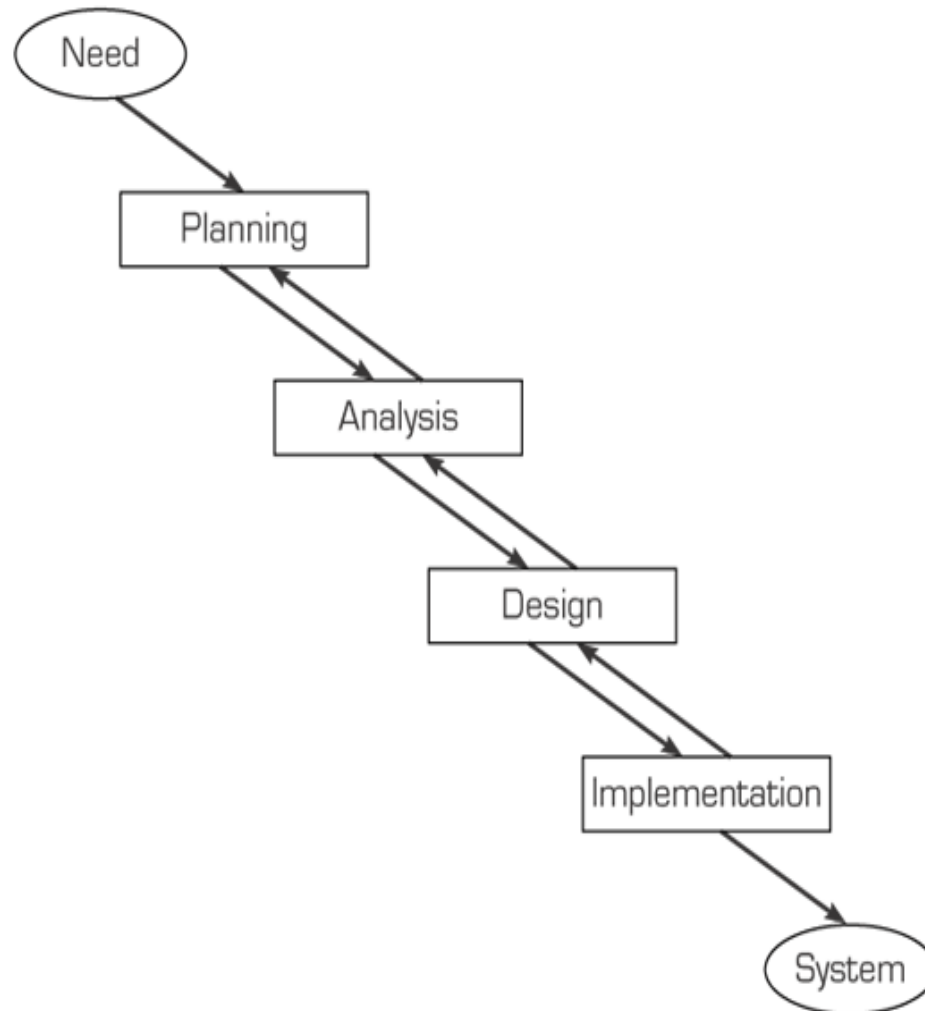 Need
Planning
Analysis
Design
Implementation
System